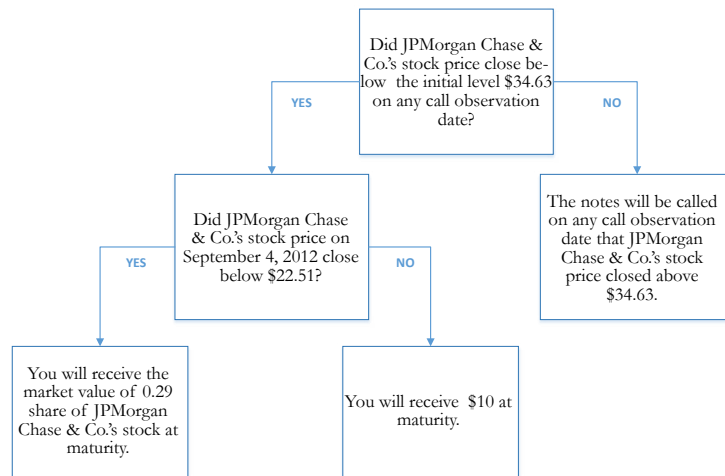 Did JPMorgan Chase &
Co.'s stock price close be-
low the initial level $34.63
on any call observation
date?
YES
NO
Did JPMorgan Chase
& Co.'s stock price on
September 4, 2012 close
below $22.51?
The notes will be called
on any call observation
date that JPMorgan
Chase & Co.'s stock
price closed above
$34.63.
YES
NO
You will receive the
market value of 0.29
share of JPMorgan
Chase & Co.'s stock at
maturity.
You will receive $10 at
maturity.